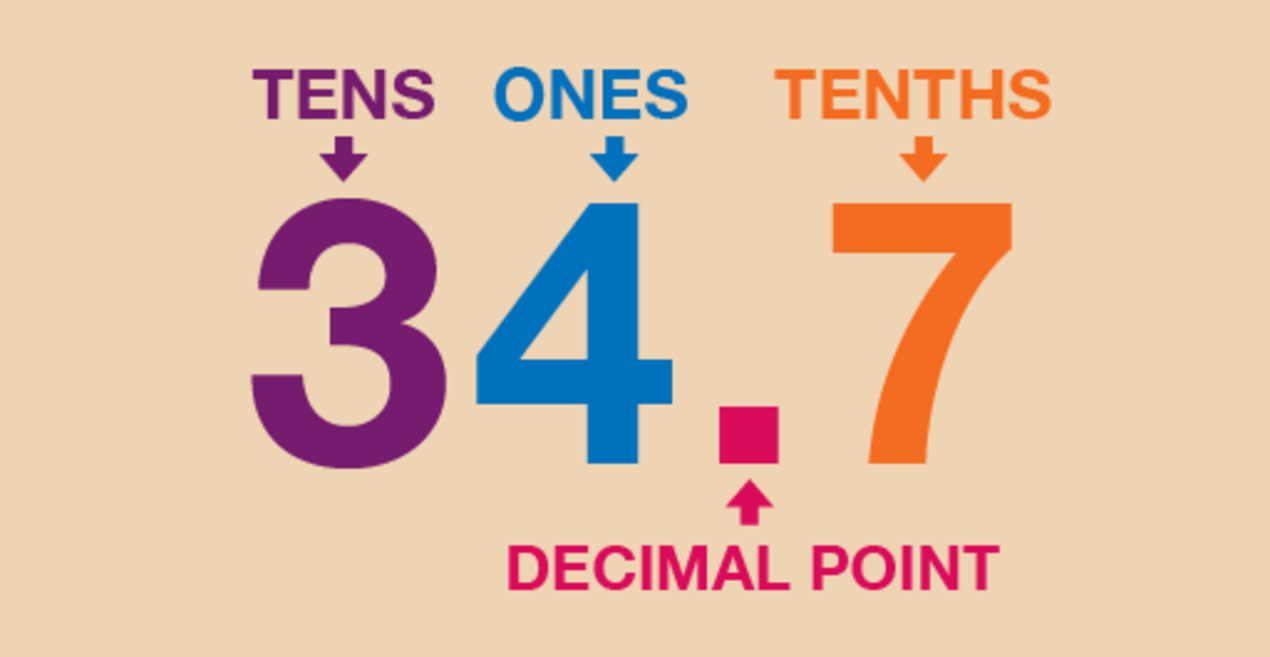 TENS ONES TENTHS
34.7
DECIMAL POINT